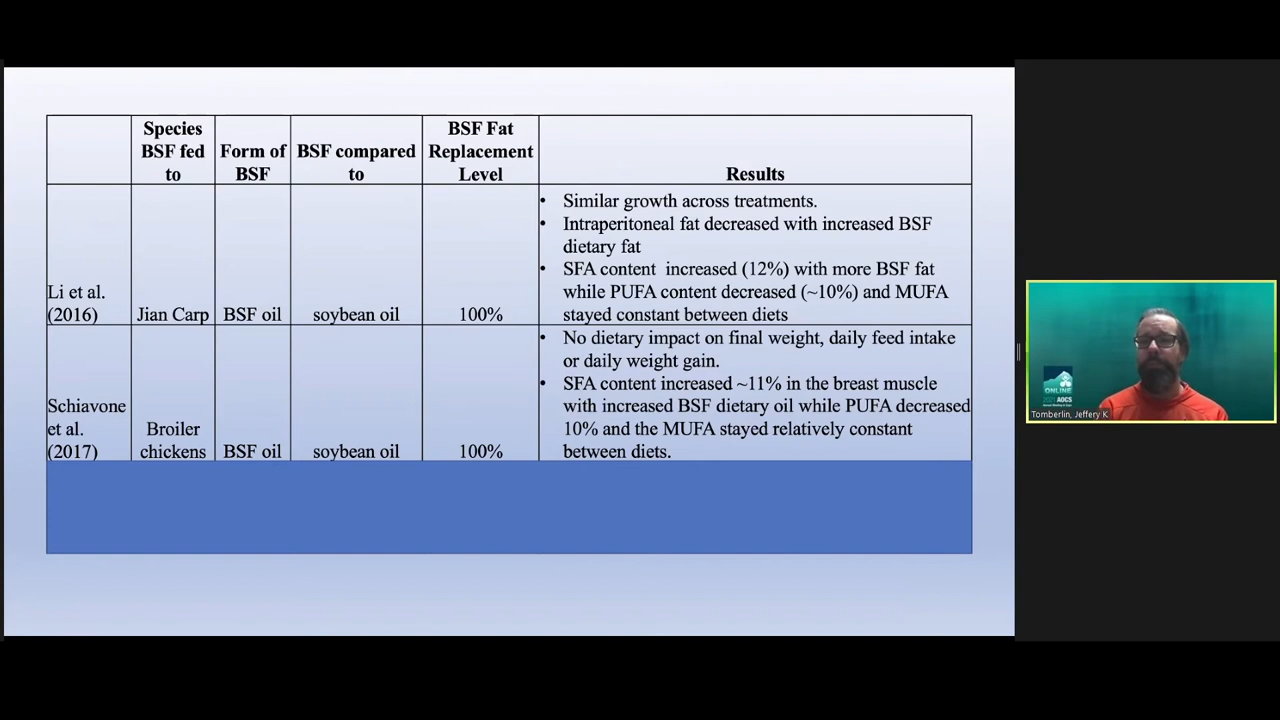 Species
BSF fed
to
Form of
BSF
BSF compared
to
BSF Fat
Replacement
Level
Results
Li et al.
(2016)
Jian Carp
BSF oil
soybean oil
100%
• Similar growth across treatments.
• Intraperitoneal fat decreased with increased BSF
dietary fat
• SFA content increased (12%) with more BSF fat
while PUFA content decreased (~10%) and MUFA
stayed constant between diets
Schiavone
et al.
(2017)
Broiler
chickens
BSF oil
soybean oil
100%
• No dietary impact on final weight, daily feed intake
or daily weight gain.
• SFA content increased ~11% in the breast muscle
with increased BSF dietary oil while PUFA decreased
10% and the MUFA stayed relatively constant
between diets.
ONLINE
2021 AOCS
Tomberlin, Jeffery K